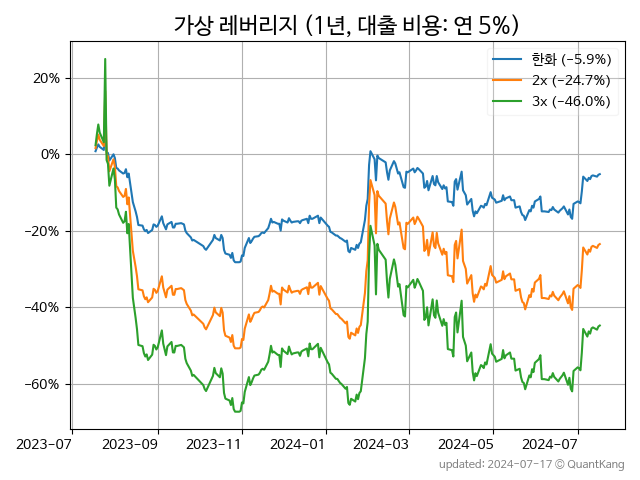 가상 레버리지 (1년, 대출 비용: 연 5%)
한화 (−5.9%)
2x (−24.7%)
3x (−46.0%)
20%
0%
−20%
−40%
−60%
2023-07 2023-09 2023-11 2024-01 2024-03 2024-05 2024-07
updated: 2024-07-17 © QuantKang